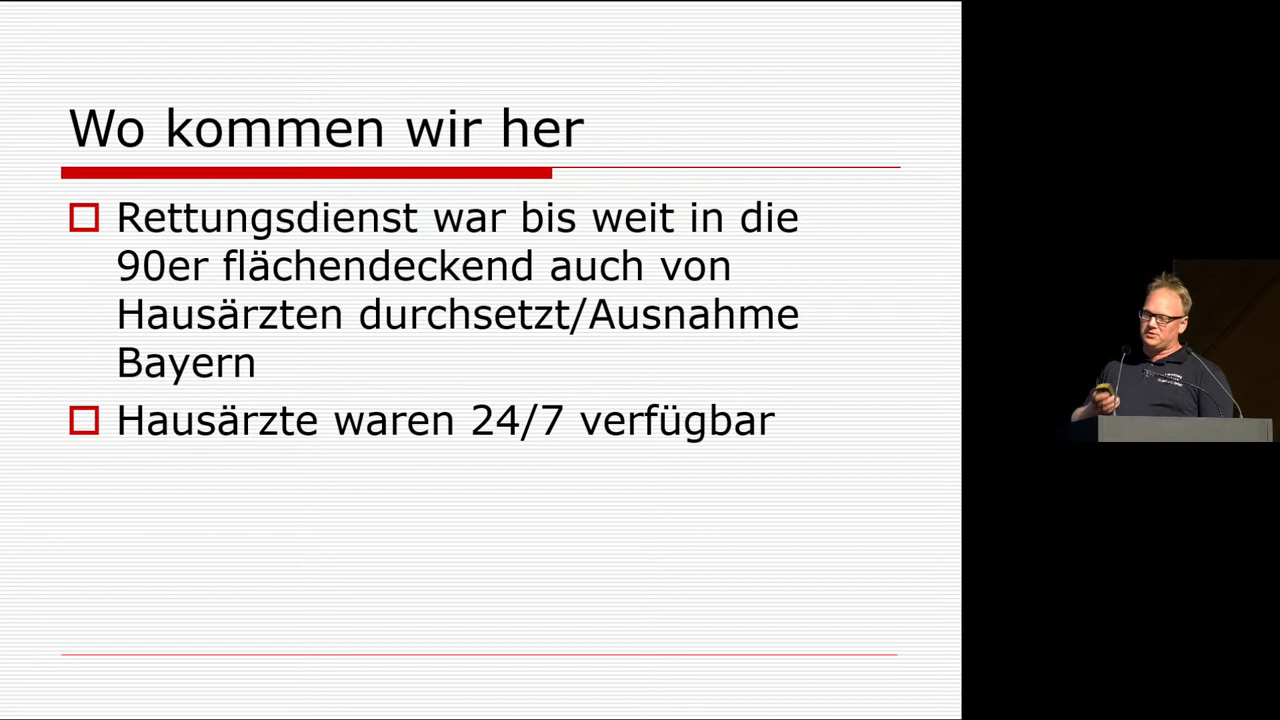 Wo kommen wir her
Rettungsdienst war bis weit in die
90er flächendeckend auch von
Hausärzten durchsetzt/Ausnahme
Bayern
Hausärzte waren 24/7 verfügbar